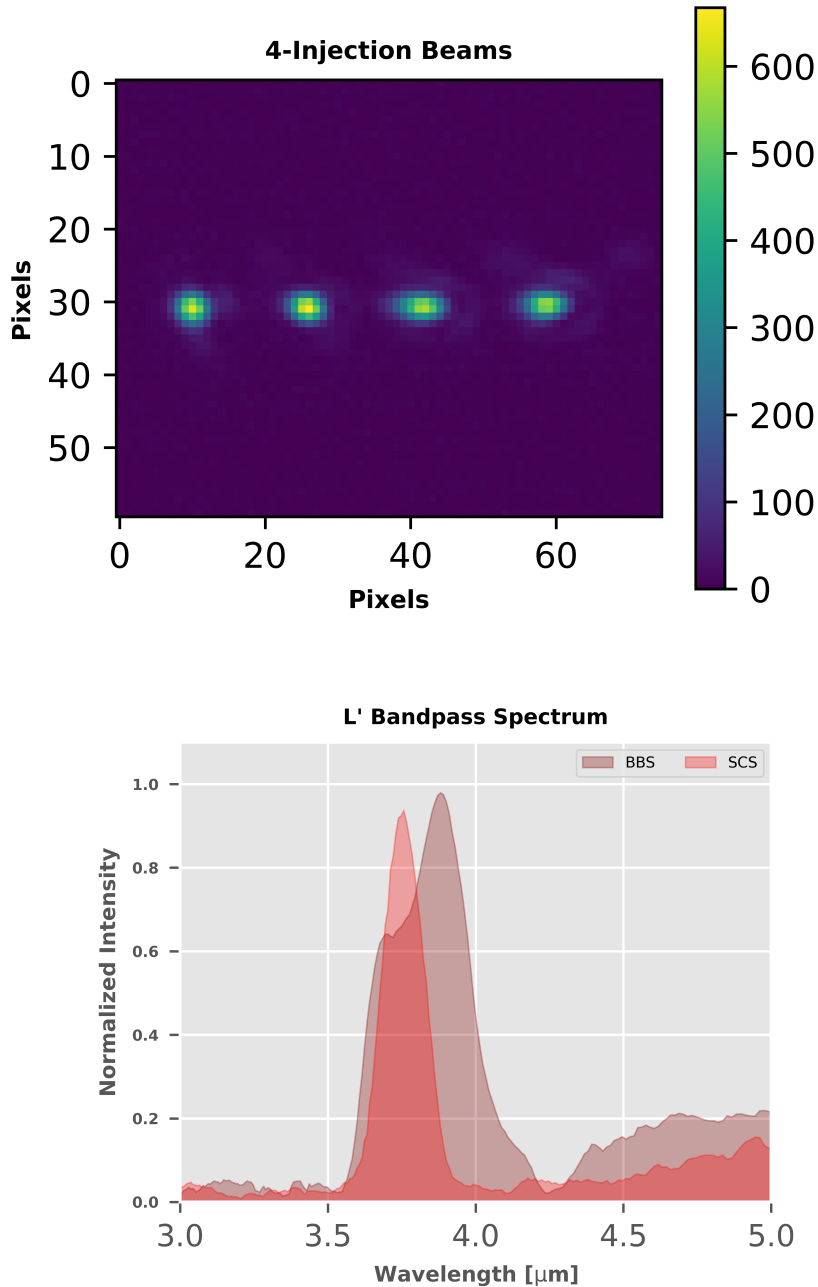 4-Injection Beams
0
10
20
30
40
50
Pixels
0 20 40 60
Pixels
600
500
400
300
200
100
0
L' Bandpass Spectrum
BBS SCS
1.0
0.8
0.6
0.4
0.2
0.0
Normalized Intensity
3.0 3.5 4.0 4.5 5.0
Wavelength [μm]